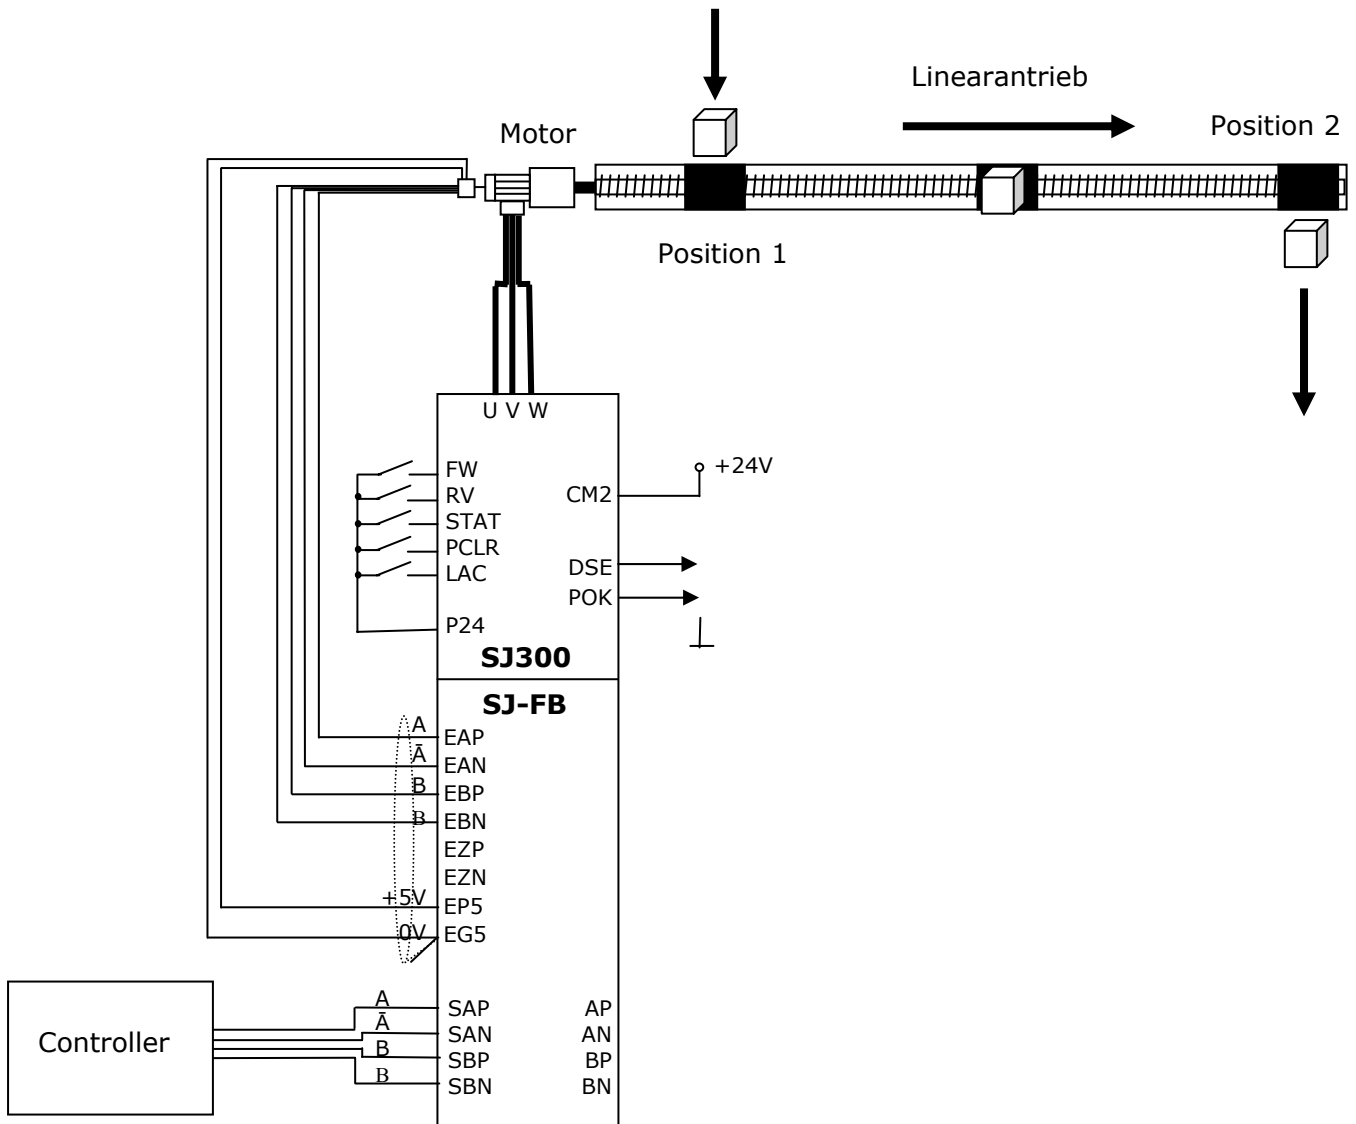 Linearantrieb
Motor
Position 2
Position 1
U V W
FW
RV
STAT
PCLR
LAC
P24
CM2
+24V
DSE
POK
SJ300
SJ-FB
A
EAP
Ā
EAN
B
EBP
B
EBN
EZP
EZN
+5V
EP5
0V
EG5
Controller
A
SAP
AP
Ā
SAN
AN
B
SBP
BP
B
SBN
BN